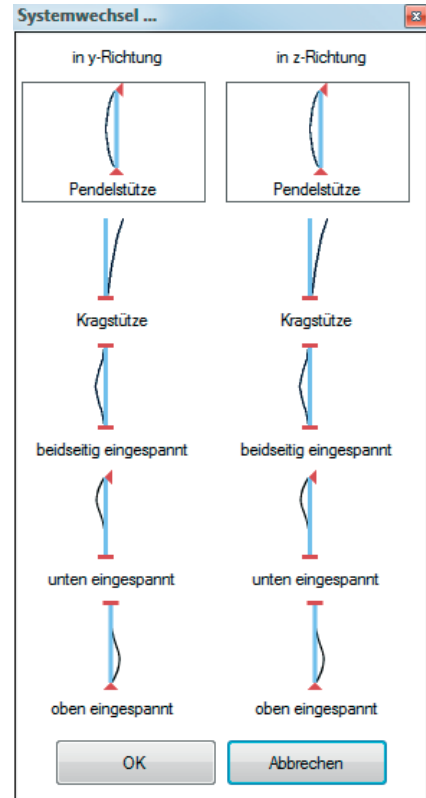 Systemwechsel ...
in y-Richtung in z-Richtung
Pendelstütze Pendelstütze
Kragstütze Kragstütze
beidseitig eingespannt beidseitig eingespannt
unten eingespannt unten eingespannt
oben eingespannt oben eingespannt
OK Abbrechen